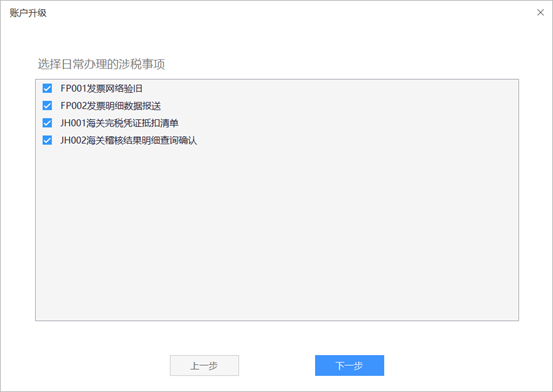 账户升级
选择日常办理的涉税事项
FP001发票网络验旧
FP002发票明细数据报送
JH001海关完税凭证抵扣清单
JH002海关稽核结果明细查询确认
上一步
下一步